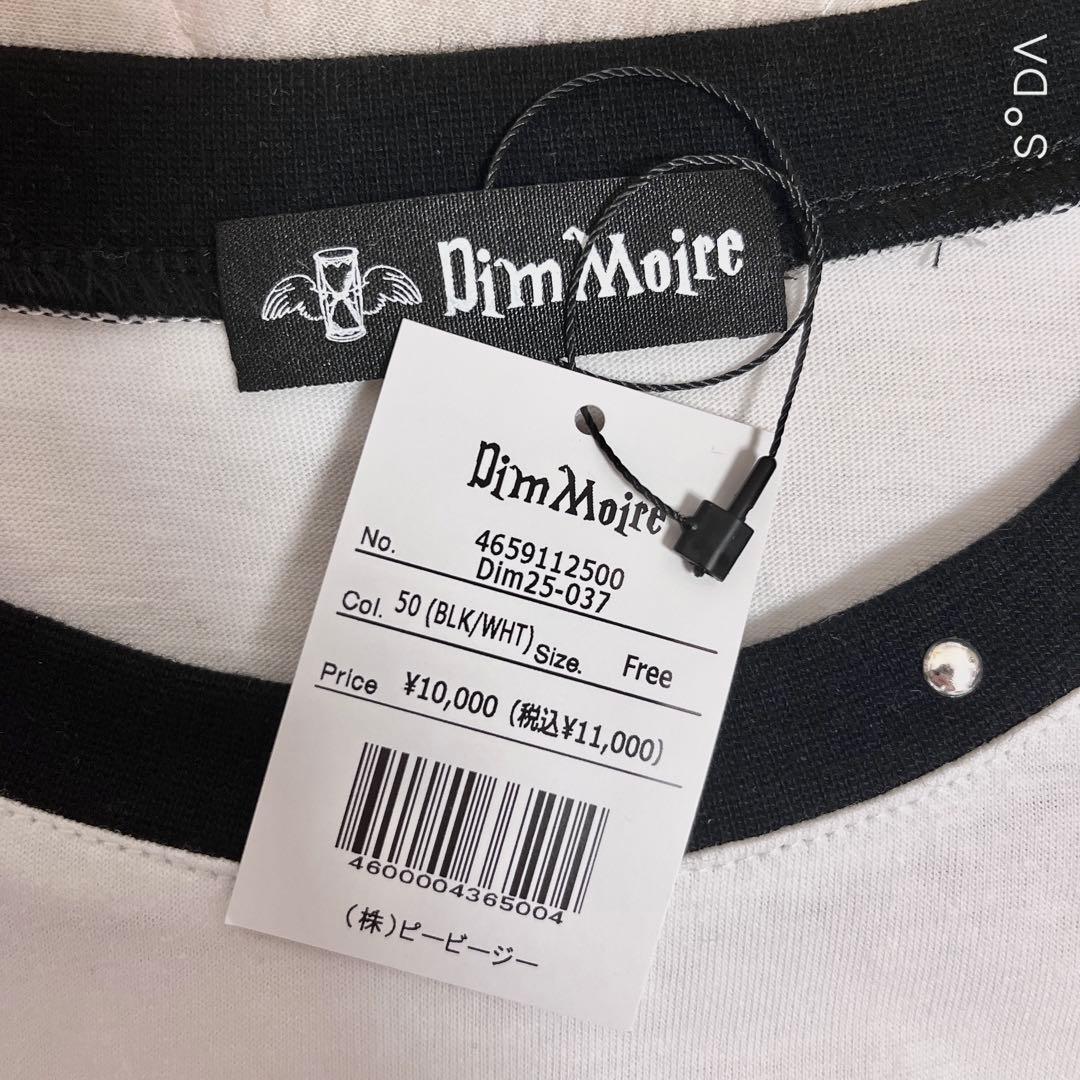 Dim Moire
Dim Moire
No. 4659112500
Dim25-037
Col. 50 (BLK/WHT) Size. Free
Price ¥10,000 (税込¥11,000)
4600004365004
(株)ピービージー